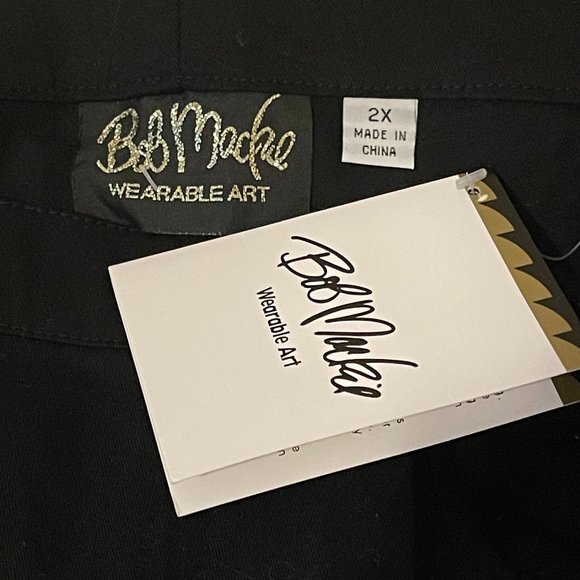 Bob Mackie
WEARABLE ART
2X
MADE IN
CHINA
Bob Mackie
Wearable Art